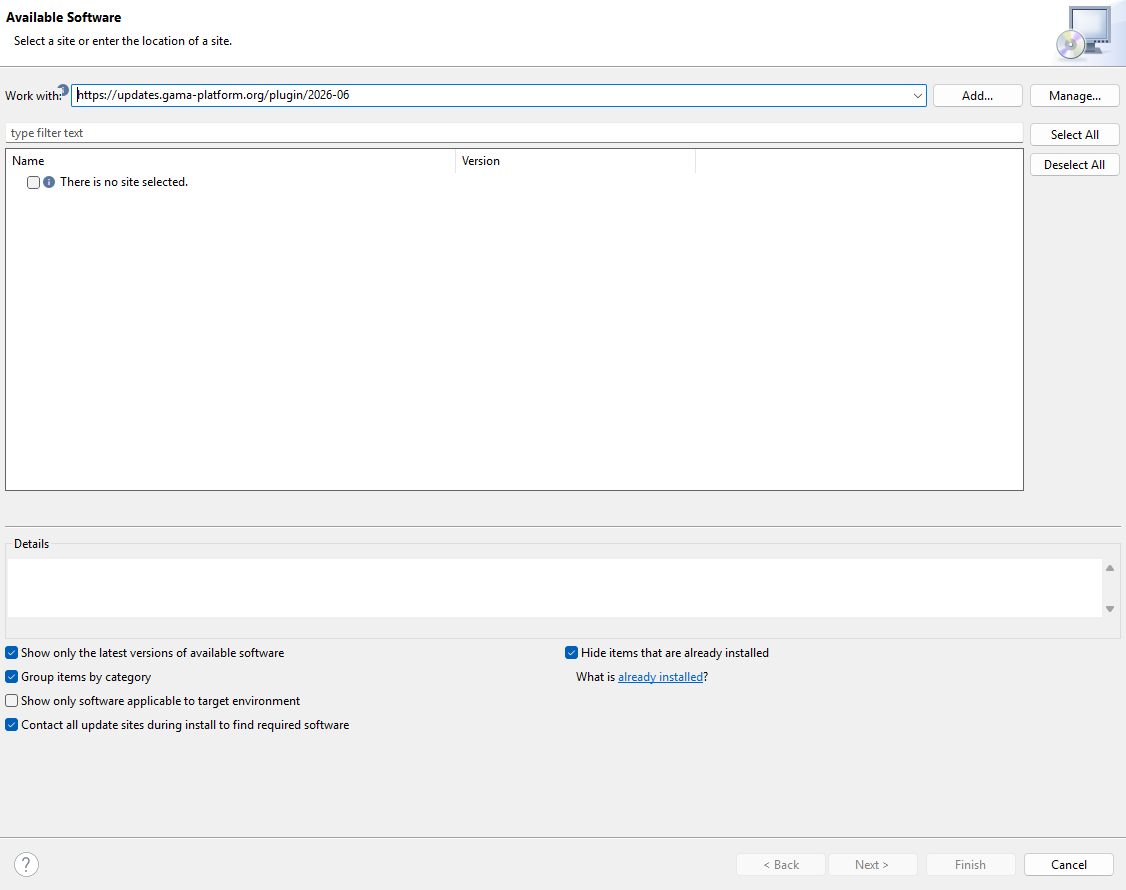 Available Software
Select a site or enter the location of a site.
Work with: https://updates.gama-platform.org/plugin/2026-06 Add... Manage...
type filter text Select All
Deselect All
Name Version
There is no site selected.
Details
Show only the latest versions of available software Hide items that are already installed
Group items by category What is already installed?
Show only software applicable to target environment
Contact all update sites during install to find required software
? < Back Next > Finish Cancel